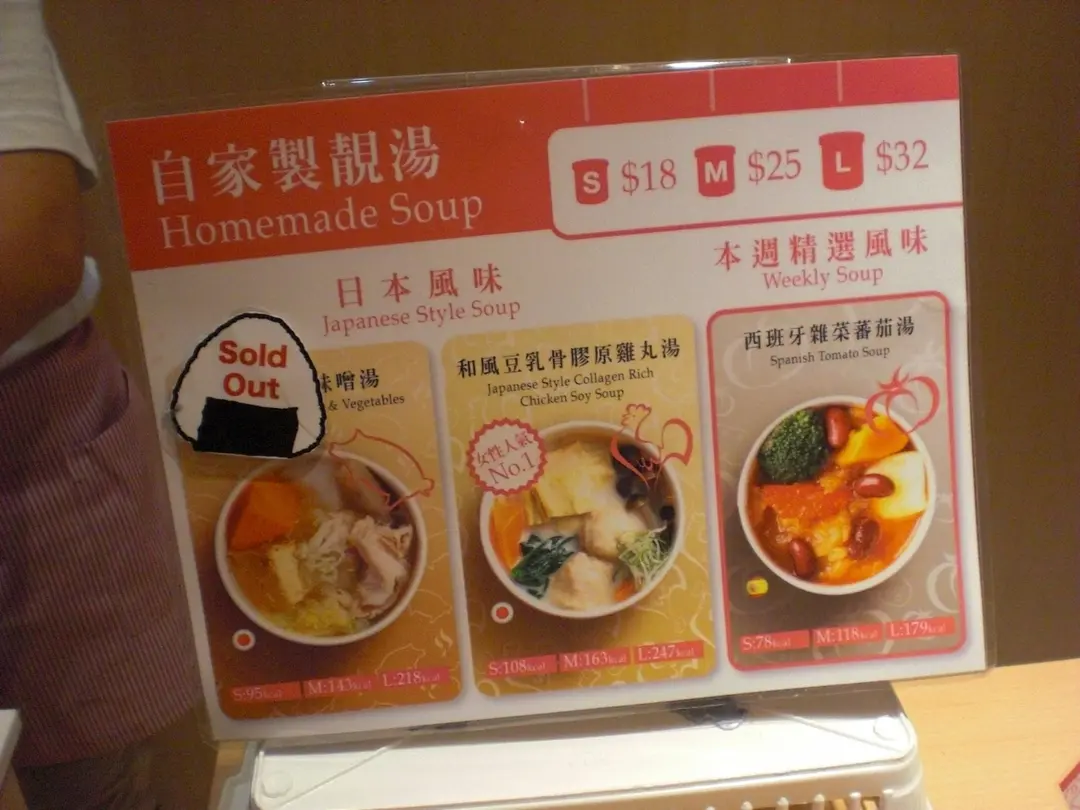 自家製靚湯
Homemade Soup
S $18 M $25 L $32
日本風味
Japanese Style Soup
本週精選風味
Weekly Soup
Sold
Out
味噌湯
& Vegetables
S:95kcal M:143kcal L:218kcal
和風豆乳骨膠原雞丸湯
Japanese Style Collagen Rich
Chicken Soy Soup
女性人氣
No.1
S:108kcal M:163kcal L:247kcal
西班牙雜菜蕃茄湯
Spanish Tomato Soup
S:78kcal M:118kcal L:179kcal